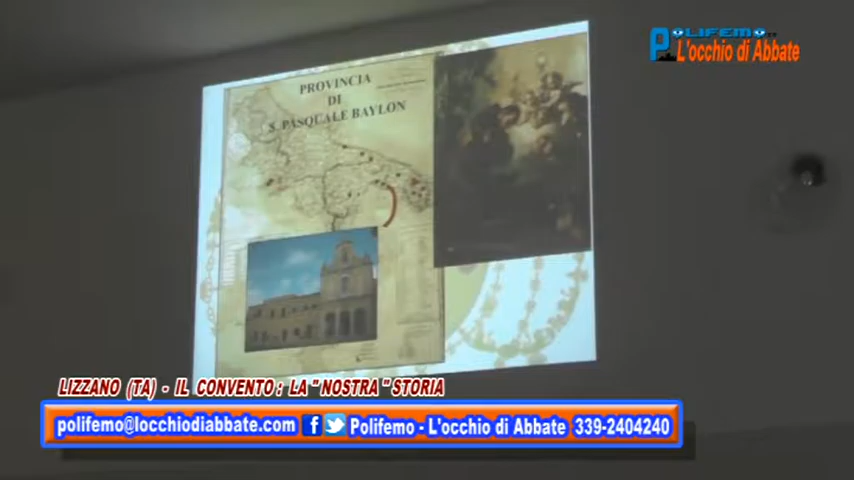 POLIFEMO TV
L'occhio di Abbate
PROVINCIA
DI
S. PASQUALE BAYLON
LIZZANO (TA) - IL CONVENTO: LA "NOSTRA" STORIA
polifemo@locchiodiabbate.com f Polifemo - L'occhio di Abbate 339-2404240